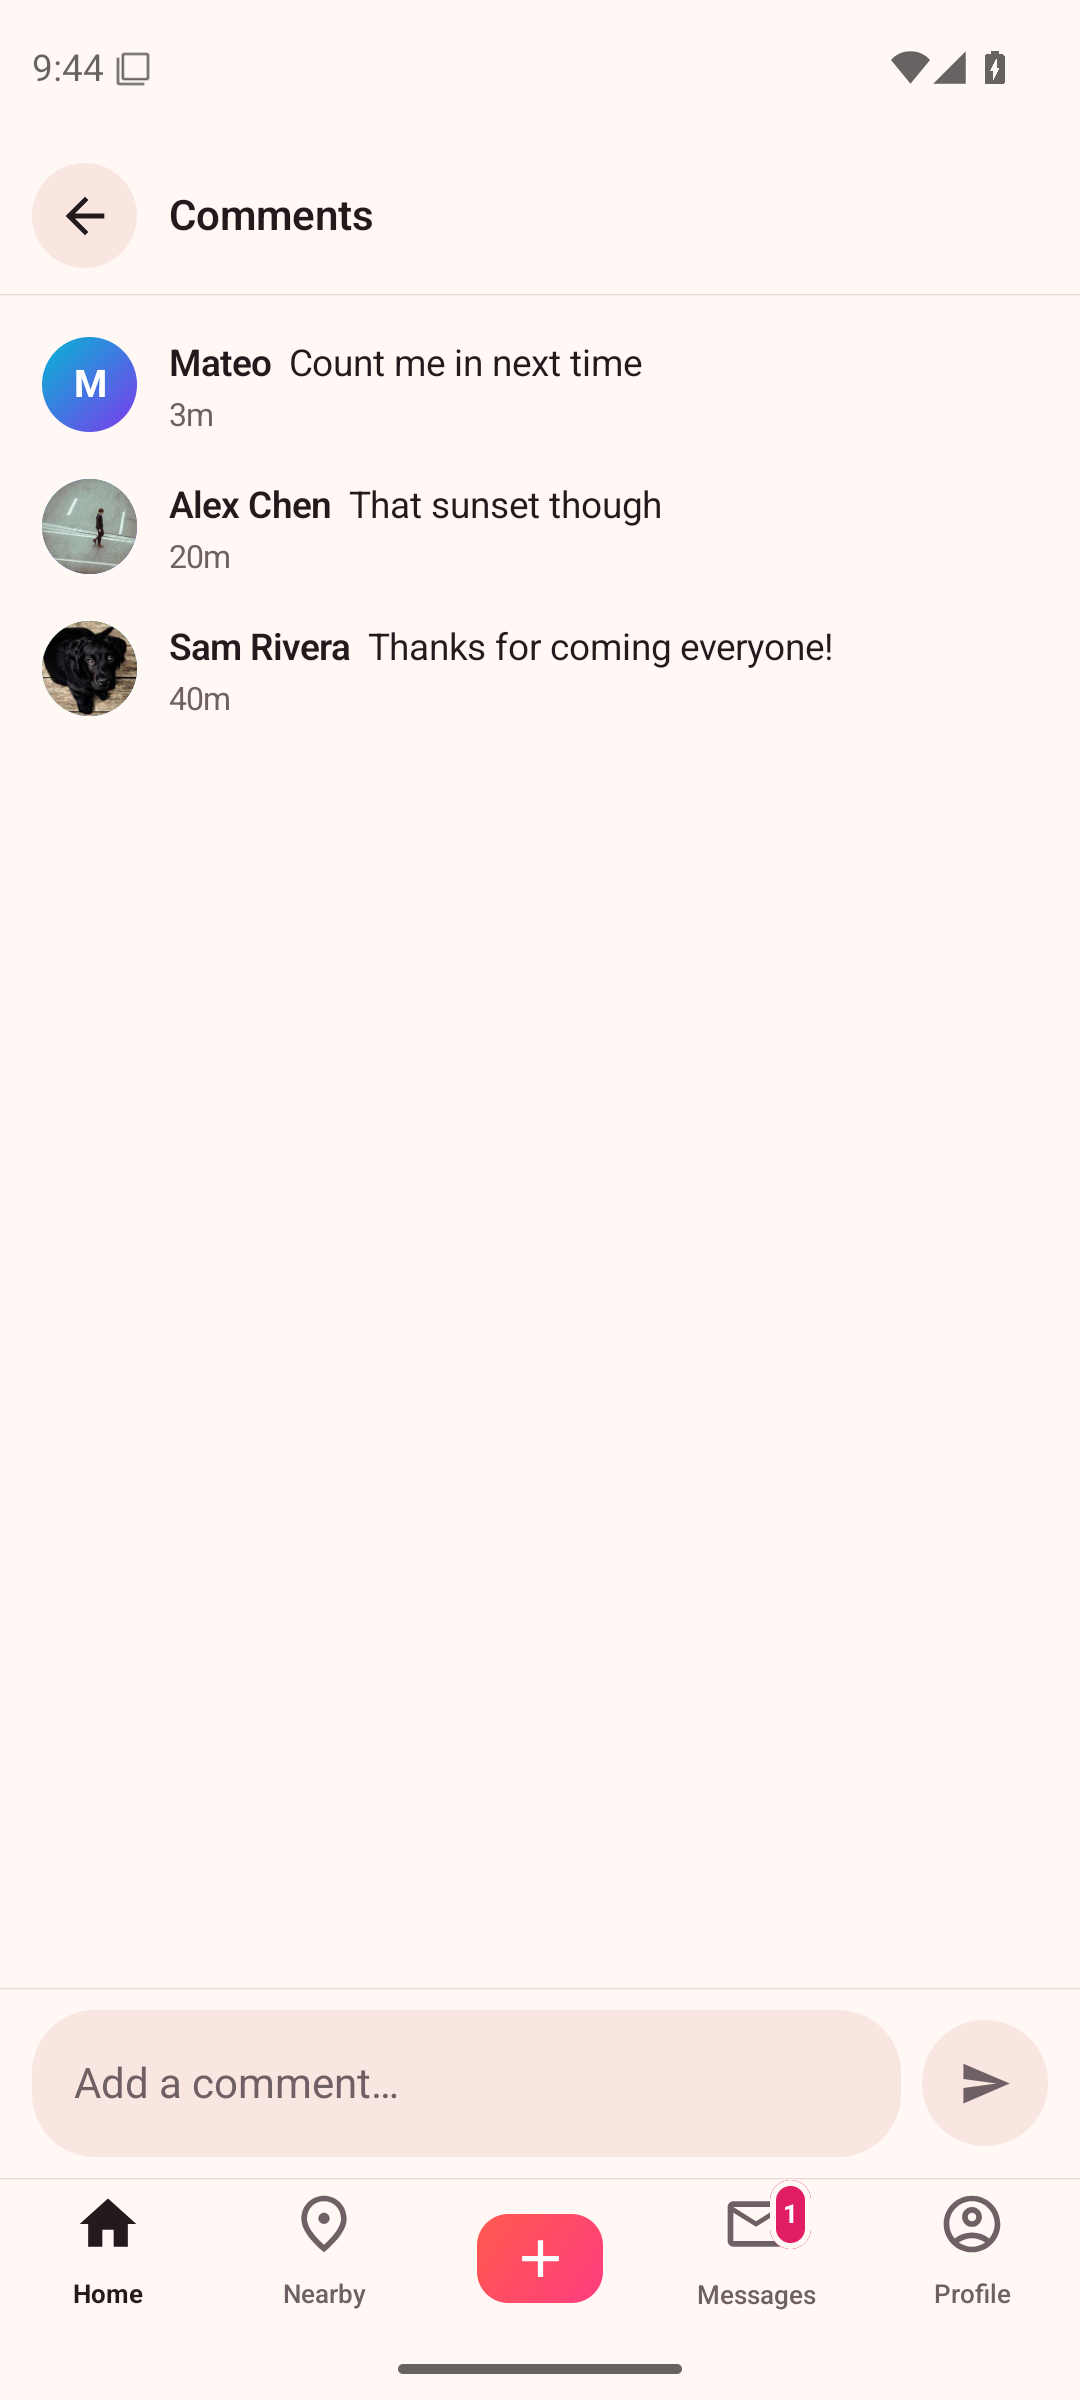 9:44
Comments
M
Mateo Count me in next time
3m
Alex Chen That sunset though
20m
Sam Rivera Thanks for coming everyone!
40m
Add a comment…
1
Home
Nearby
Messages
Profile